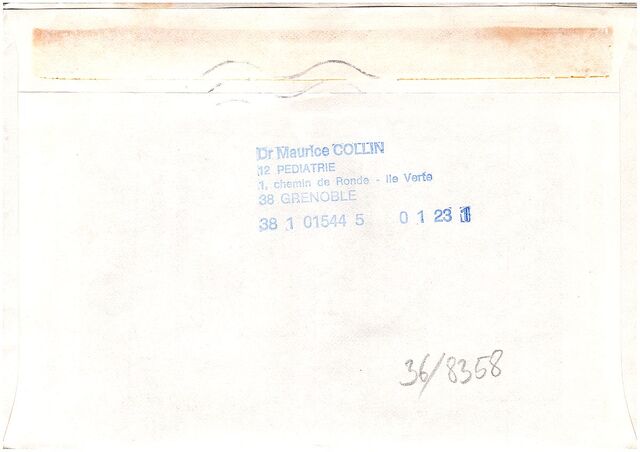 Dr Maurice COLLIN
12 PEDIATRIE
1, chemin de Ronde - Ile Verte
38 GRENOBLE
38 1 01544 5 0 1 23 1
36/8358